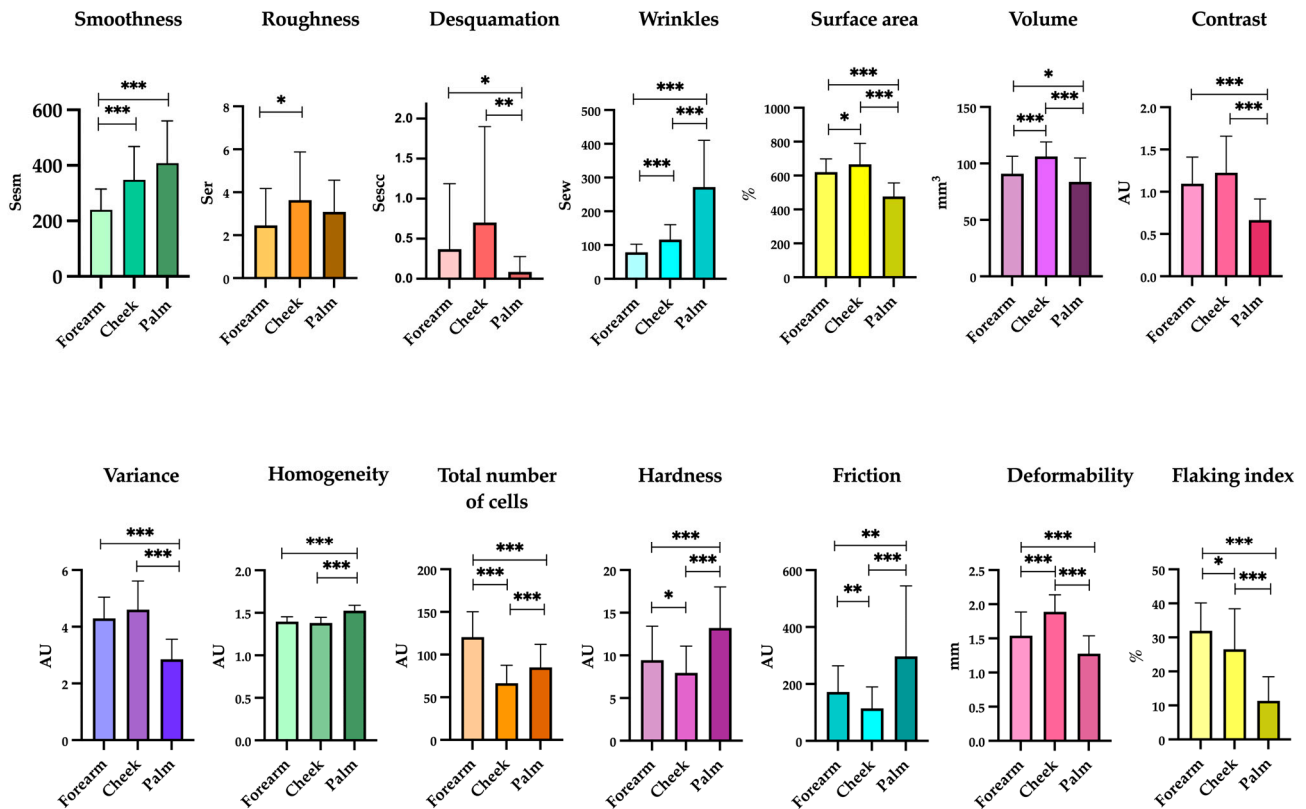 Smoothness
***
***
600
400
200
0
Sesm
Forearm
Cheek
Palm
Roughness
*
8
6
4
2
0
Ser
Forearm
Cheek
Palm
Desquamation
*
**
2.0
1.5
1.0
0.5
0.0
Sescc
Forearm
Cheek
Palm
Wrinkles
***
***
***
500
400
300
200
100
0
Sew
Forearm
Cheek
Palm
Surface area
***
***
*
1000
800
600
400
200
0
%
Forearm
Cheek
Palm
Volume
*
***
***
150
100
50
0
mm³
Forearm
Cheek
Palm
Contrast
***
***
2.0
1.5
1.0
0.5
0.0
AU
Forearm
Cheek
Palm
Variance
***
***
6
4
2
0
AU
Forearm
Cheek
Palm
Homogeneity
***
***
2.0
1.5
1.0
0.5
0.0
AU
Forearm
Cheek
Palm
Total number
of cells
***
***
***
200
150
100
50
0
AU
Forearm
Cheek
Palm
Hardness
***
***
*
20
15
10
5
0
AU
Forearm
Cheek
Palm
Friction
**
***
**
600
400
200
0
AU
Forearm
Cheek
Palm
Deformability
***
***
***
2.5
2.0
1.5
1.0
0.5
0.0
mm
Forearm
Cheek
Palm
Flaking index
***
*
***
50
40
30
20
10
0
%
Forearm
Cheek
Palm